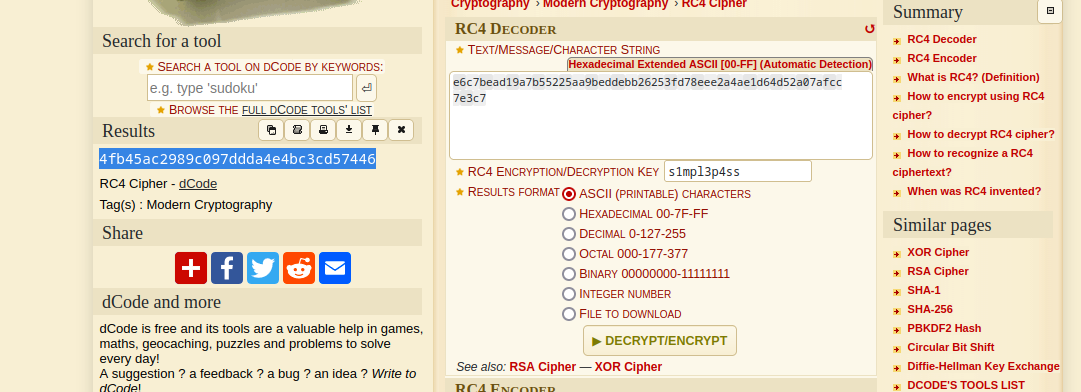 Search for a tool
SEARCH A TOOL ON DCODE BY KEYWORDS:
e.g. type 'sudoku'
BROWSE THE FULL DCODE TOOLS' LIST
Results
4fb45ac2989c097ddda4e4bc3cd57446
RC4 Cipher - dCode
Tag(s) : Modern Cryptography
Share
dCode and more
dCode is free and its tools are a valuable help in games,
maths, geocaching, puzzles and problems to solve
every day!
A suggestion ? a feedback ? a bug ? an idea ? Write to
dCode!
Cryptography › Modern Cryptography › RC4 Cipher
RC4 DECODER
TEXT/MESSAGE/CHARACTER STRING
Hexadecimal Extended ASCII [00-FF] (Automatic Detection)
e6c7bead19a7b55225aa9beddebb26253fd78eee2a4ae1d64d52a07afcc
7e3c7
RC4 ENCRYPTION/DECRYPTION KEY s1mpl3p4ss
RESULTS FORMAT ASCII (PRINTABLE) CHARACTERS
HEXADECIMAL 00-7F-FF
DECIMAL 0-127-255
OCTAL 000-177-377
BINARY 00000000-11111111
INTEGER NUMBER
FILE TO DOWNLOAD
▶ DECRYPT/ENCRYPT
See also: RSA Cipher — XOR Cipher
RC4 ENCODER
Summary
RC4 Decoder
RC4 Encoder
What is RC4? (Definition)
How to encrypt using RC4
cipher?
How to decrypt RC4 cipher?
How to recognize a RC4
ciphertext?
When was RC4 invented?
Similar pages
XOR Cipher
RSA Cipher
SHA-1
SHA-256
PBKDF2 Hash
Circular Bit Shift
Diffie-Hellman Key Exchange
DCODE'S TOOLS LIST